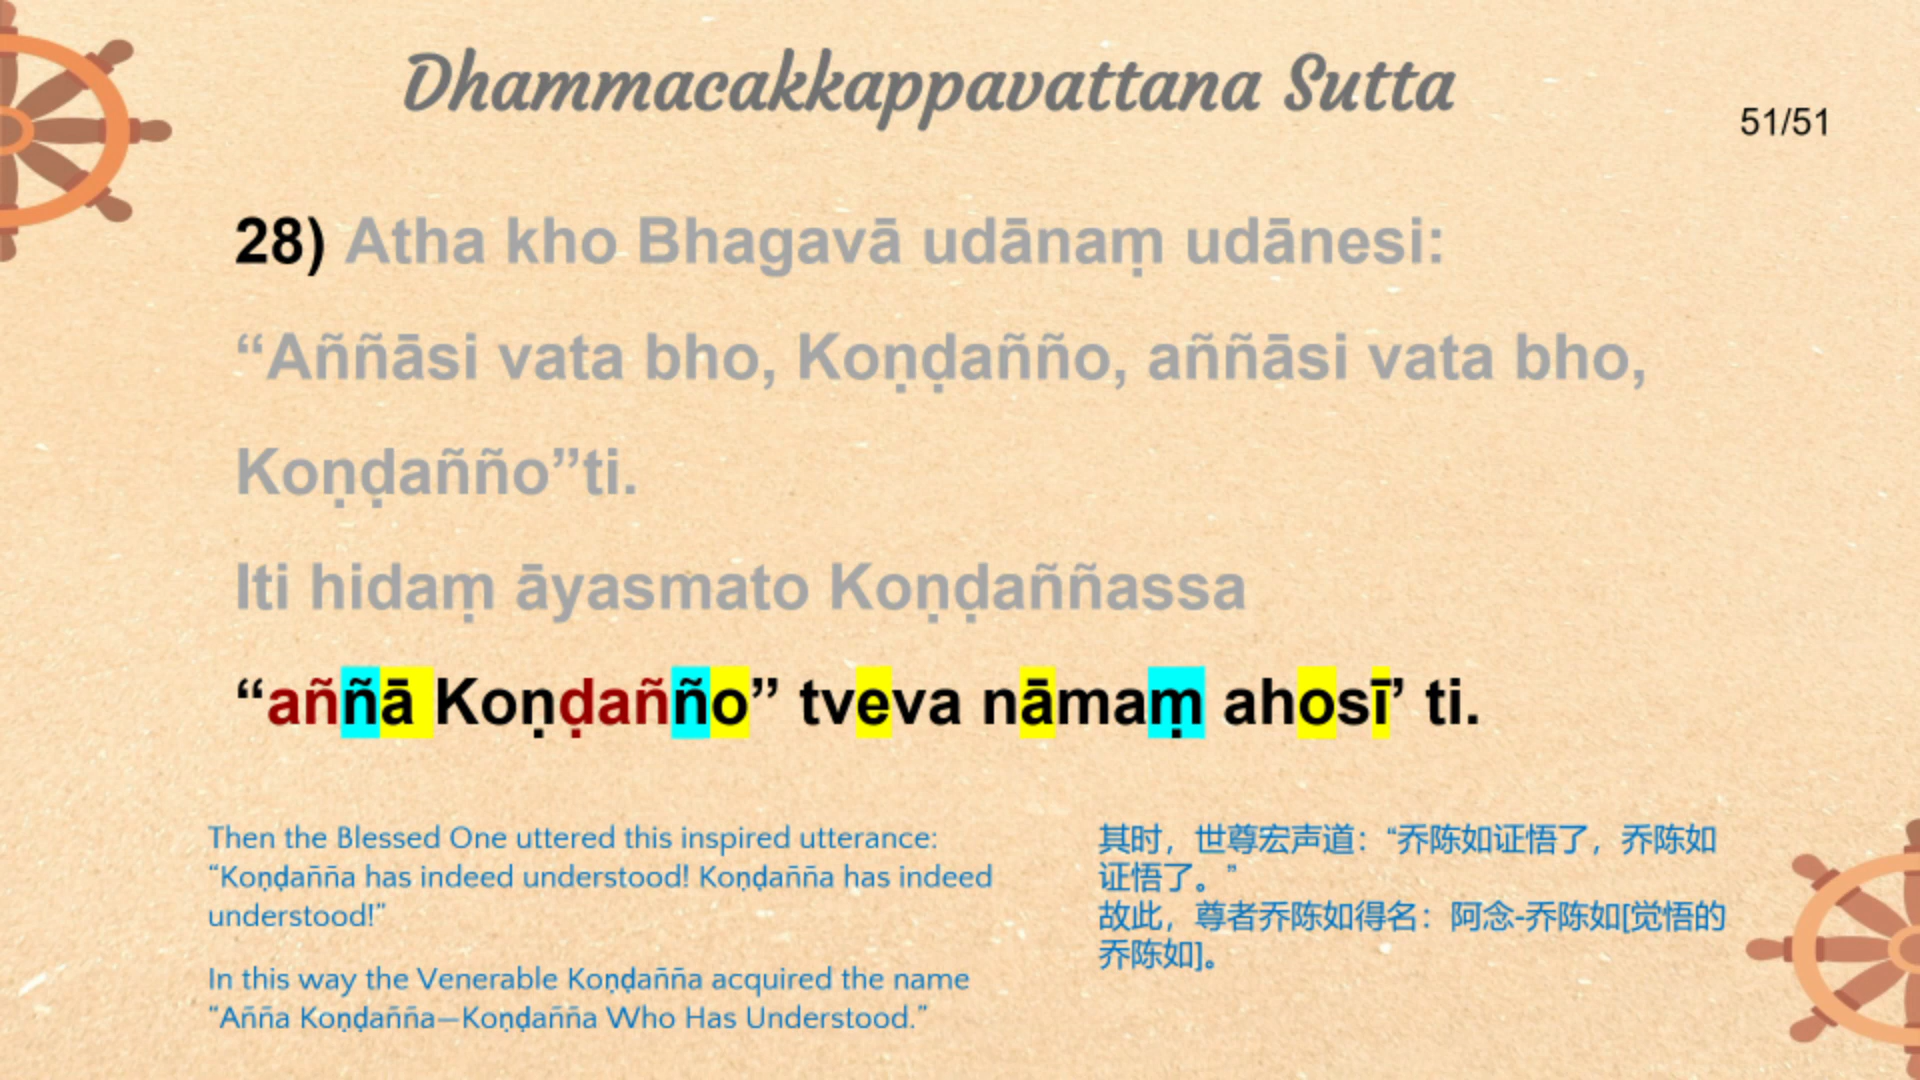 Dhammacakkappavattana Sutta
51/51
28) Atha kho Bhagavā udānaṃ udānesi:
“Aññāsi vata bho, Koṇḍañño, aññāsi vata bho,
Koṇḍañño”ti.
Iti hidaṃ āyasmato Koṇḍaññassa
“aññā Koṇḍañño” tveva nāmaṃ ahosī’ ti.
Then the Blessed One uttered this inspired utterance:
“Koṇḍañña has indeed understood! Koṇḍañña has indeed
understood!”
In this way the Venerable Koṇḍañña acquired the name
“Añña Koṇḍañña—Koṇḍañña Who Has Understood.”
其时，世尊宏声道：“乔陈如证悟了，乔陈如
证悟了。”
故此，尊者乔陈如得名：阿念-乔陈如[觉悟的
乔陈如]。